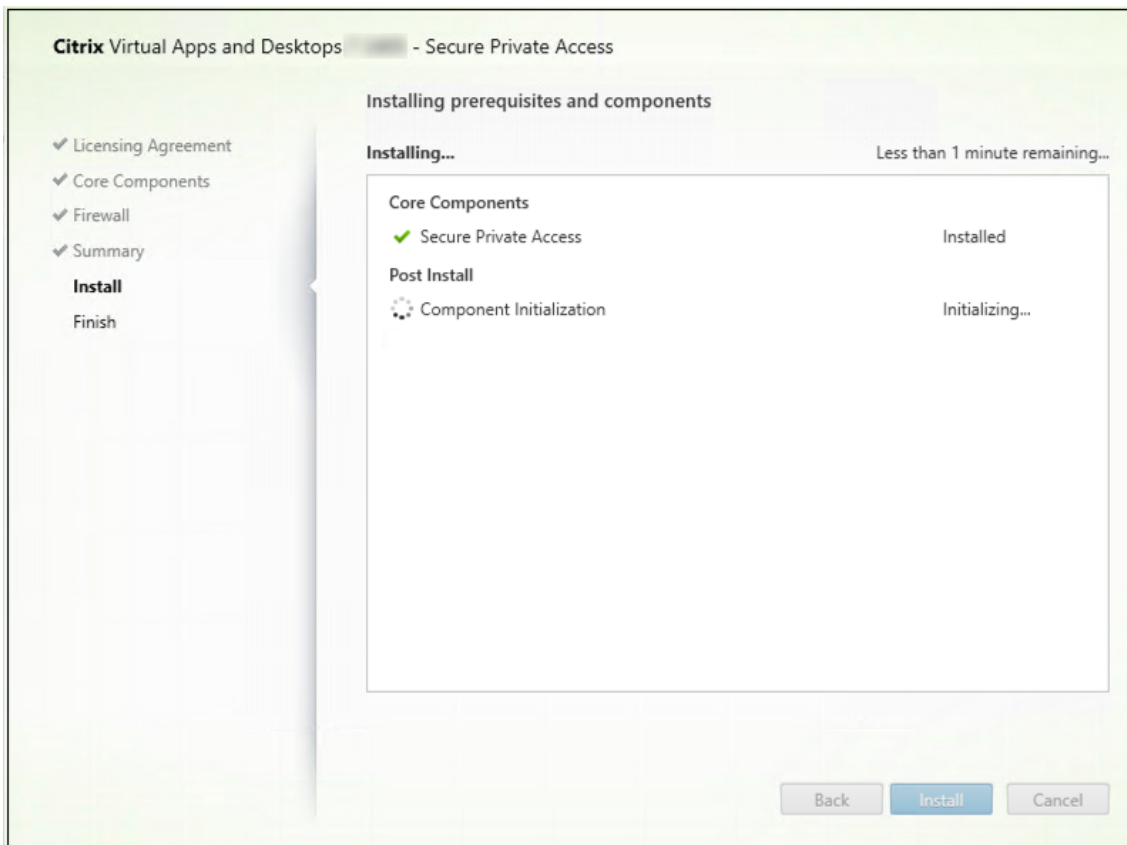 Citrix Virtual Apps and Desktops - Secure Private Access
Installing prerequisites and components
Licensing Agreement
Core Components
Firewall
Summary
Install
Finish
Installing... Less than 1 minute remaining...
Core Components
Secure Private Access Installed
Post Install
Component Initialization Initializing...
Back Install Cancel